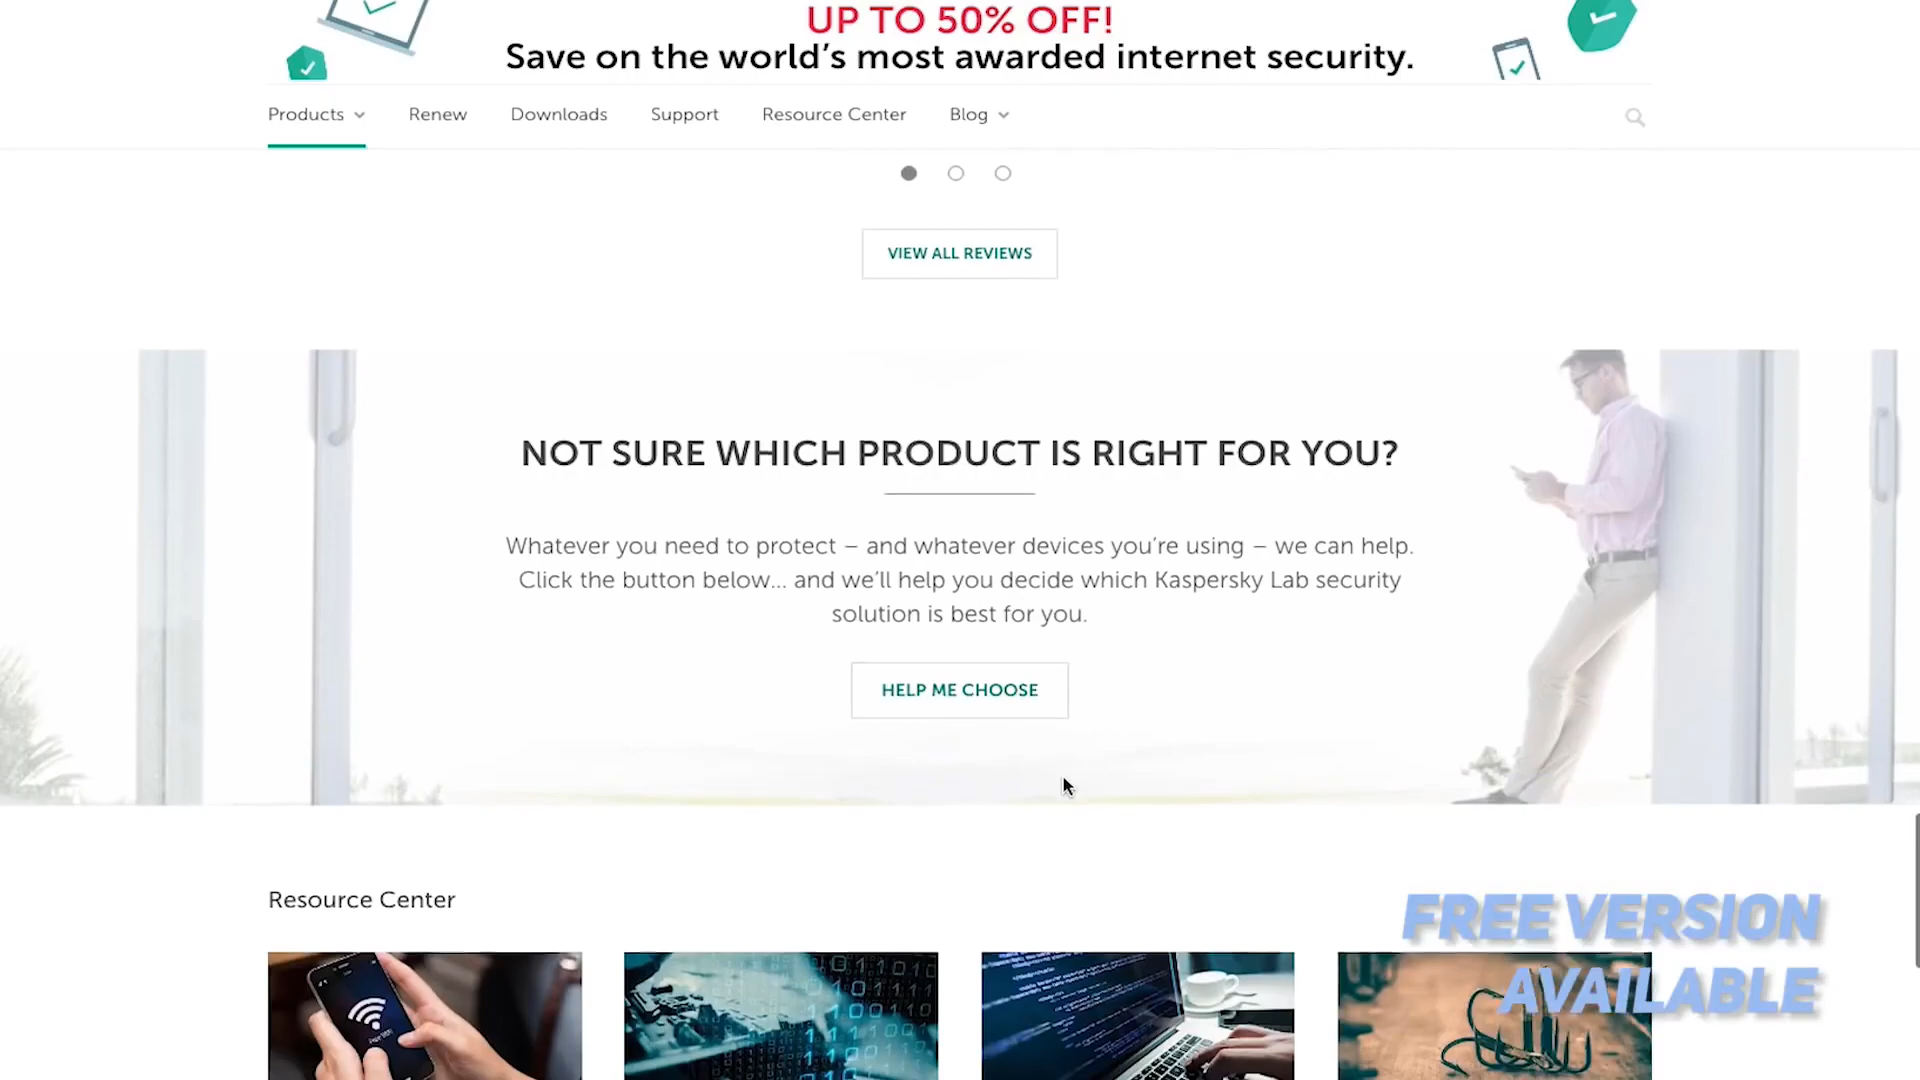 UP TO 50% OFF!
Save on the world's most awarded internet security.
Products Renew Downloads Support Resource Center Blog
VIEW ALL REVIEWS
NOT SURE WHICH PRODUCT IS RIGHT FOR YOU?
Whatever you need to protect – and whatever devices you're using – we can help.
Click the button below... and we'll help you decide which Kaspersky Lab security
solution is best for you.
HELP ME CHOOSE
Resource Center
FREE VERSION
AVAILABLE